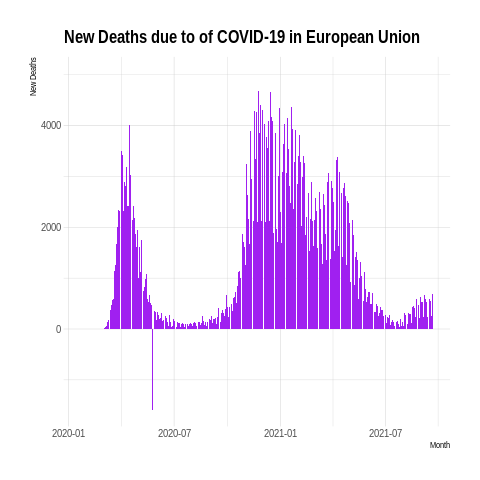 New Deaths due to of COVID-19 in European Union
New Deaths
4000
2000
0
2020-01
2020-07
2021-01
2021-07
Month